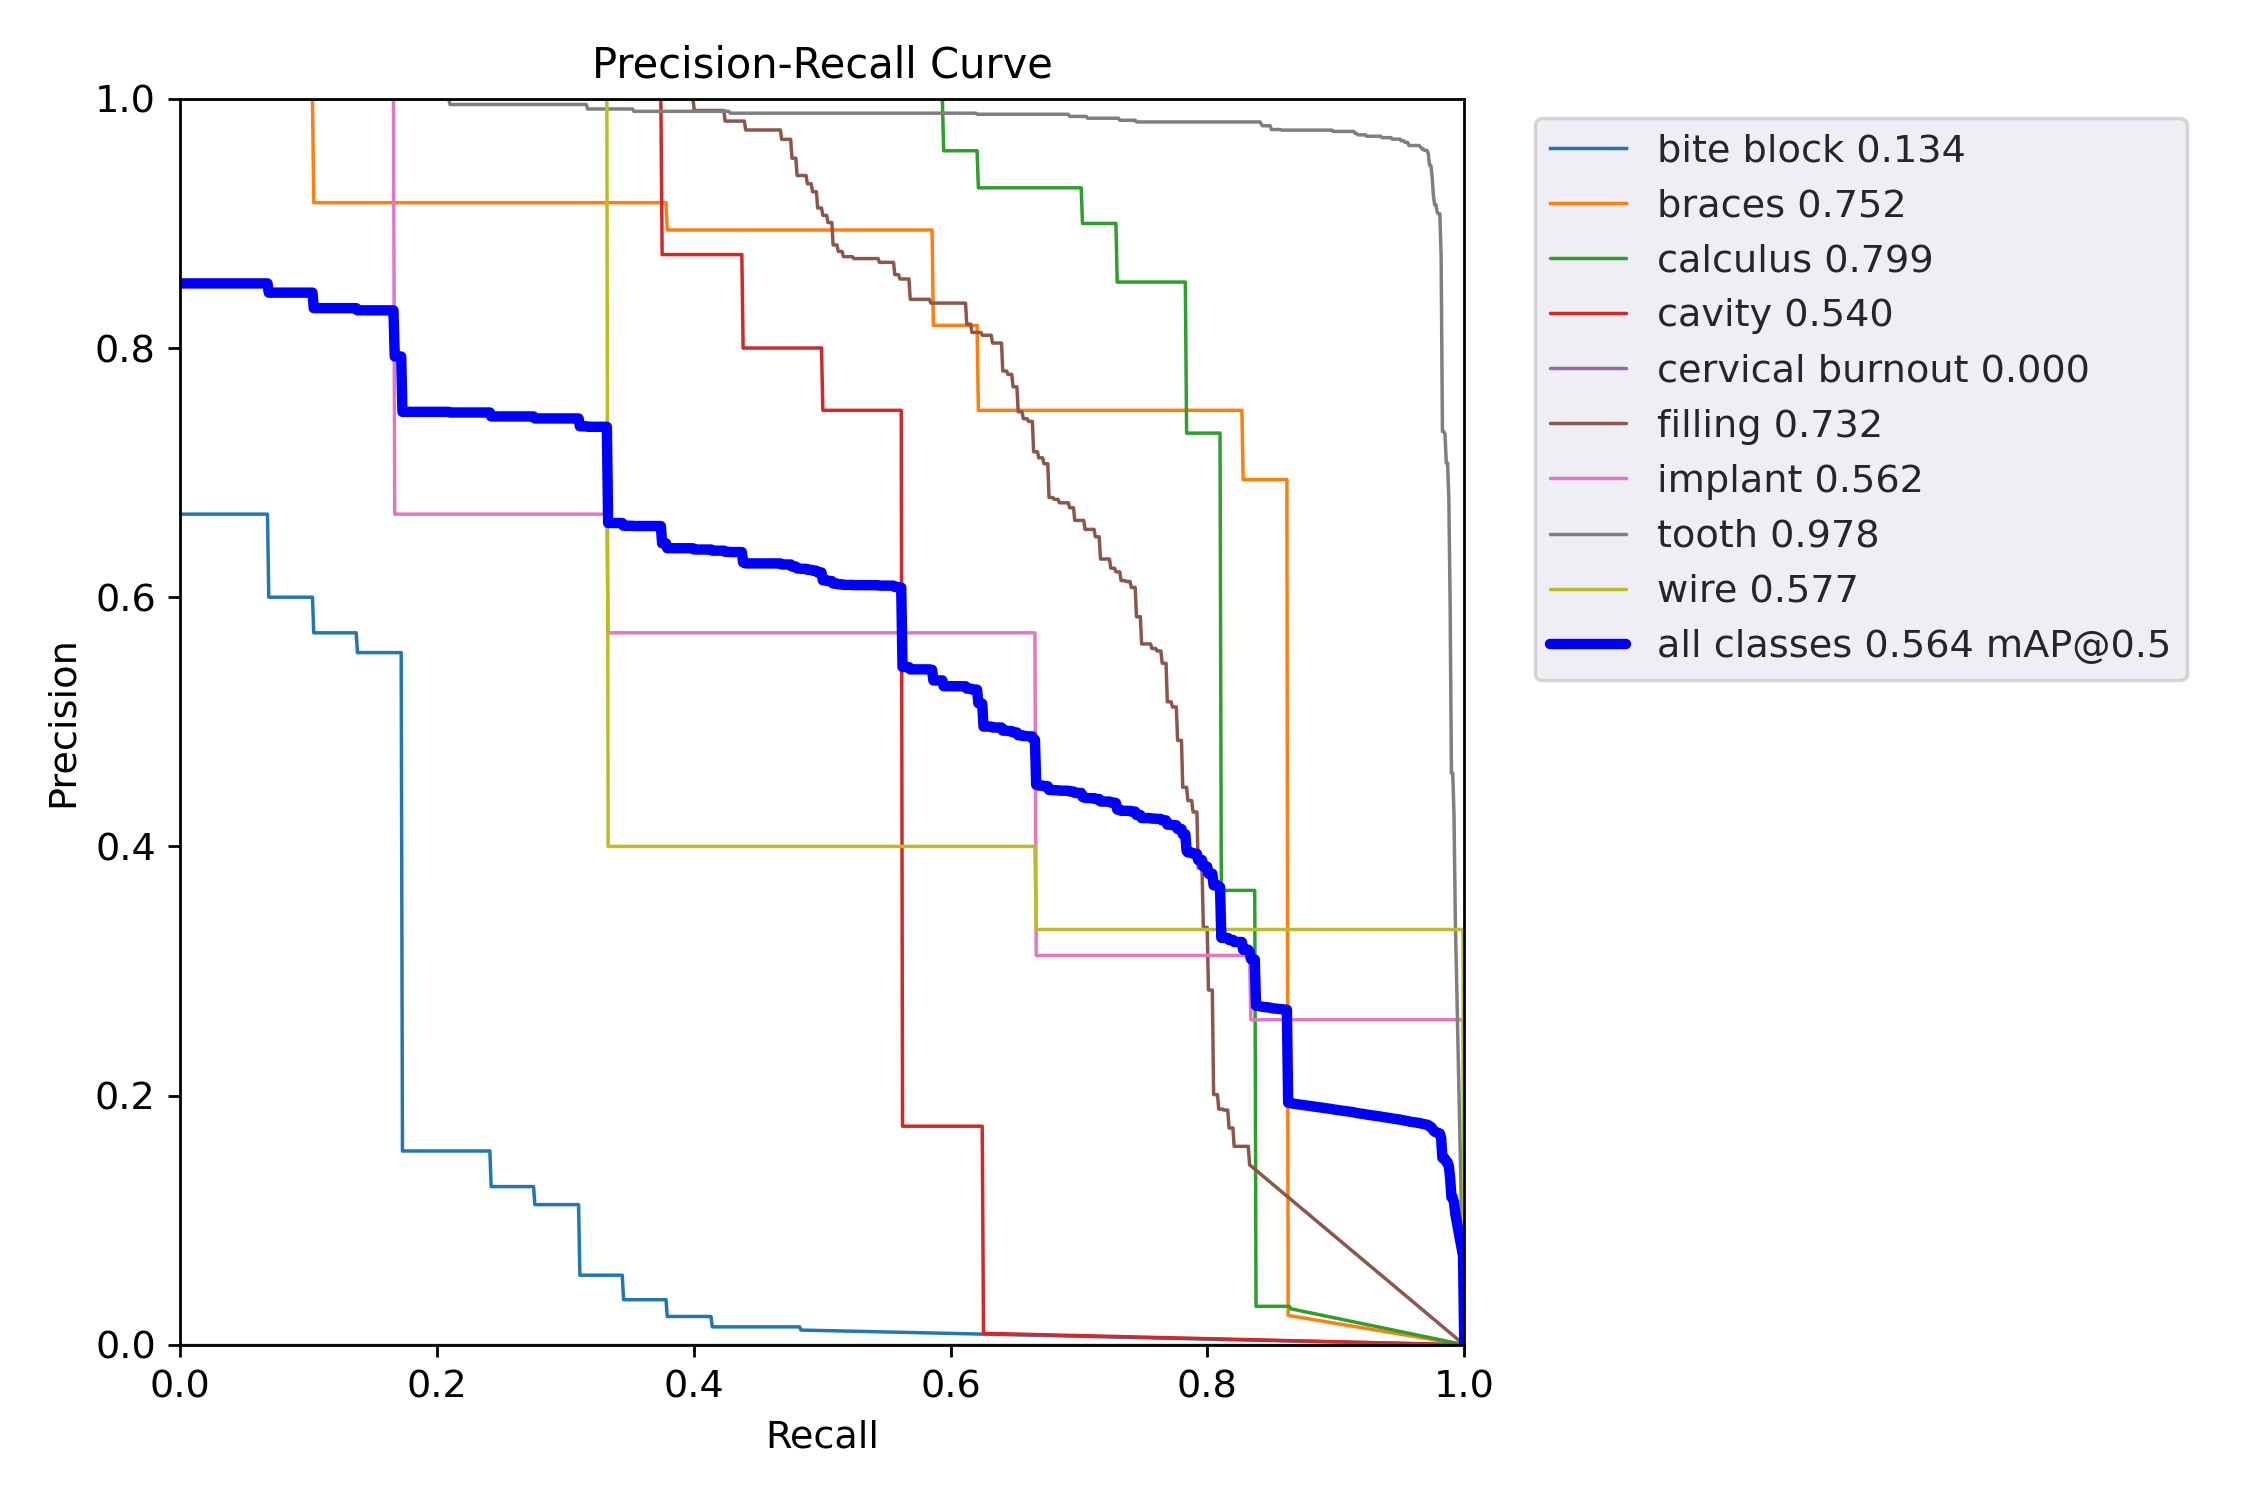 Precision-Recall Curve
1.0
0.8
0.6
0.4
0.2
0.0
Precision
0.0 0.2 0.4 0.6 0.8 1.0
Recall
bite block 0.134
braces 0.752
calculus 0.799
cavity 0.540
cervical burnout 0.000
filling 0.732
implant 0.562
tooth 0.978
wire 0.577
all classes 0.564 mAP@0.5